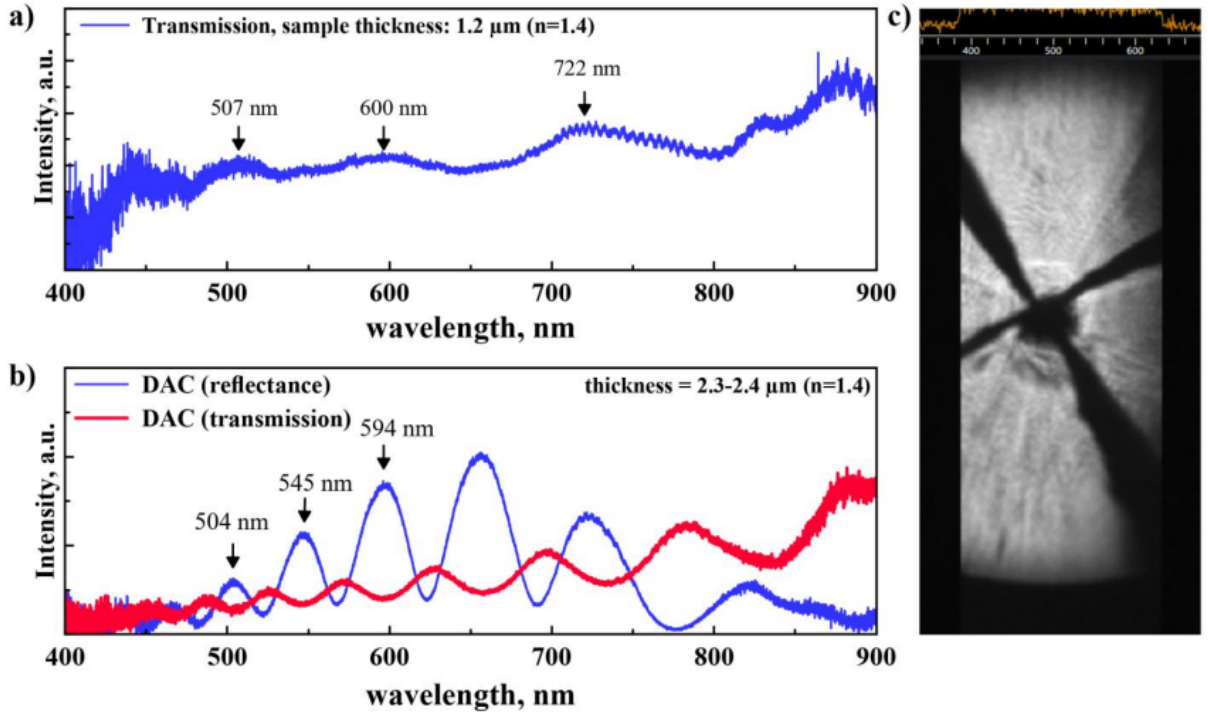 a)
Transmission, sample thickness: 1.2 µm (n=1.4)
507 nm
600 nm
722 nm
Intensity, a.u.
400 500 600 700 800 900
wavelength, nm
b)
DAC (reflectance)
DAC (transmission)
thickness = 2.3-2.4 µm (n=1.4)
504 nm
545 nm
594 nm
Intensity, a.u.
400 500 600 700 800 900
wavelength, nm
c)
400 500 600